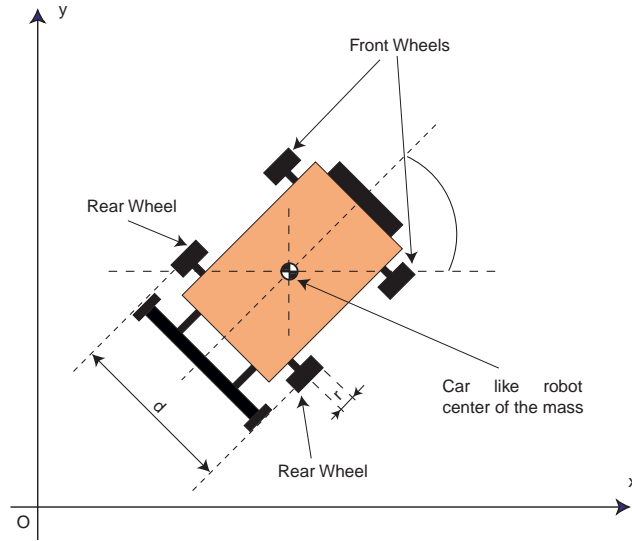 y
Front Wheels
Rear Wheel
d
r
Car like robot
center of the mass
Rear Wheel
x
O